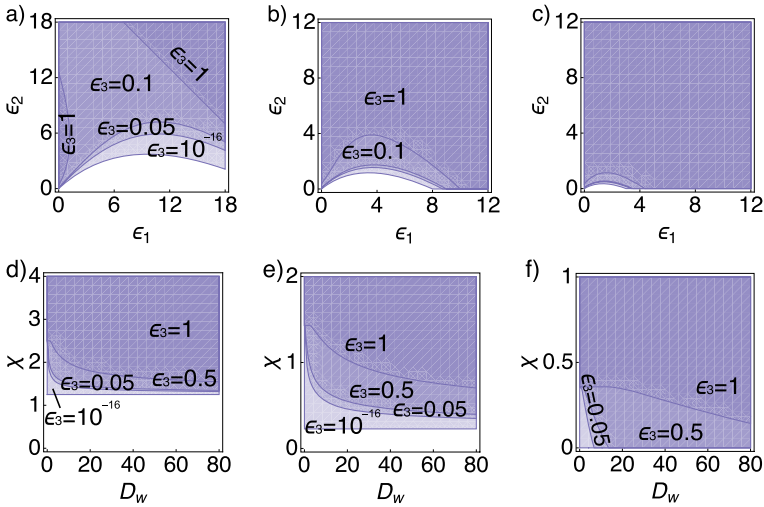 a)
18
12
6
0
ϵ2
ϵ3=1
ϵ3=0.1
ϵ3=1
ϵ3=0.05
ϵ3=10^-16
0 6 12 18
ϵ1
b)
12
8
4
0
ϵ2
ϵ3=1
ϵ3=0.1
0 4 8 12
ϵ1
c)
12
8
4
0
ϵ2
0 4 8 12
ϵ1
d)
4
3
2
1
0
χ
ϵ3=1
ϵ3=0.05 ϵ3=0.5
ϵ3=10^-16
0 20 40 60 80
Dw
e)
2
1
0
χ
ϵ3=1
ϵ3=0.5
ϵ3=0.05
ϵ3=10^-16
0 20 40 60 80
Dw
f)
1
0.5
0
χ
ϵ3=0.05
ϵ3=1
ϵ3=0.5
0 20 40 60 80
Dw